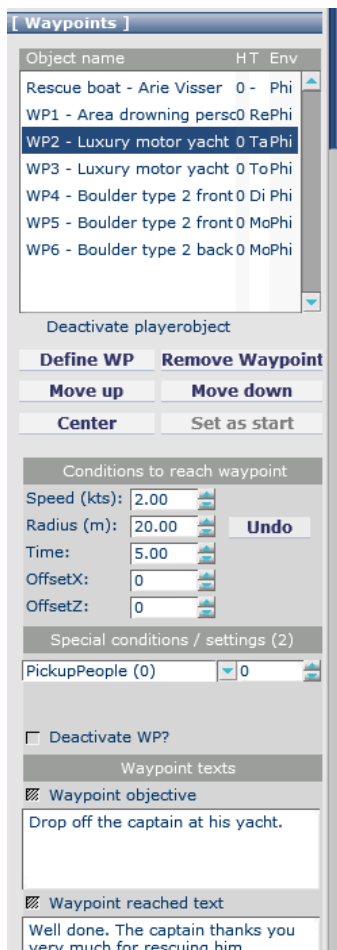 [ Waypoints ]
Object name H T Env
Rescue boat - Arie Visser 0 - Phi
WP1 - Area drowning persc 0 Re Phi
WP2 - Luxury motor yacht 0 Ta Phi
WP3 - Luxury motor yacht 0 To Phi
WP4 - Boulder type 2 front 0 Di Phi
WP5 - Boulder type 2 front 0 Mo Phi
WP6 - Boulder type 2 back 0 Mo Phi
Deactivate playerobject
Define WP Remove Waypoint
Move up Move down
Center Set as start
Conditions to reach waypoint
Speed (kts): 2.00
Radius (m): 20.00 Undo
Time: 5.00
OffsetX: 0
OffsetZ: 0
Special conditions / settings (2)
PickupPeople (0) 0
Deactivate WP?
Waypoint texts
Waypoint objective
Drop off the captain at his yacht.
Waypoint reached text
Well done. The captain thanks you
very much for rescuing him